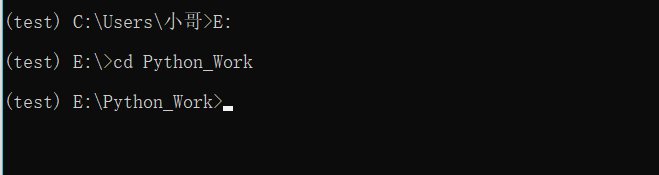 (test) C:\Users\小哥>E:
(test) E:\>cd Python_Work
(test) E:\Python_Work>